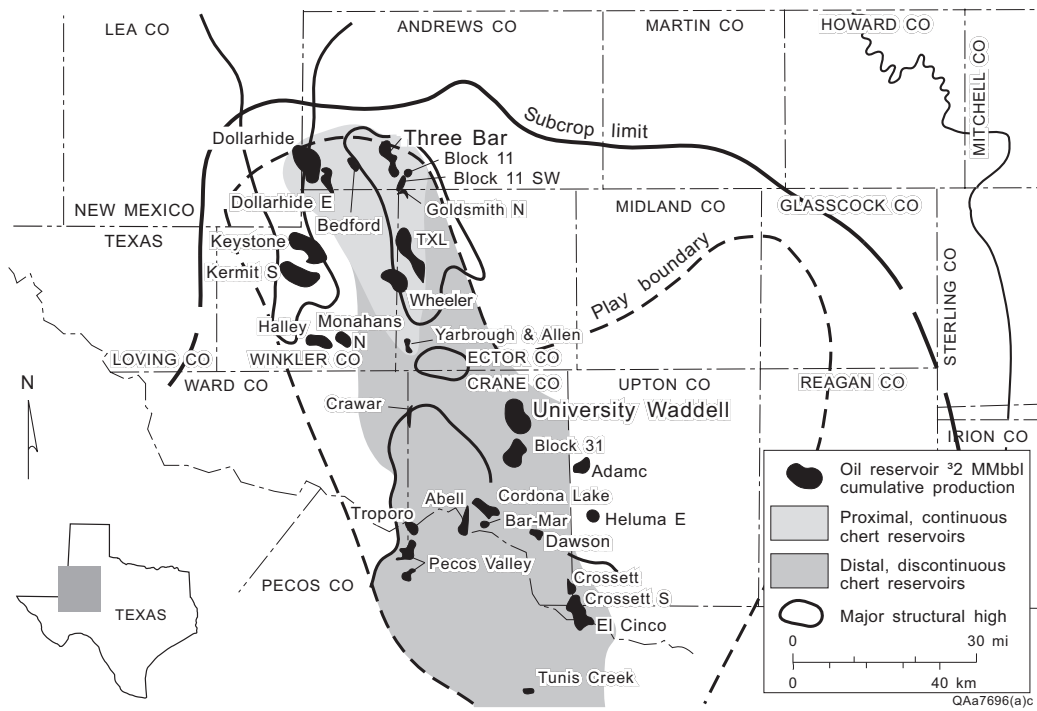 LEA CO
ANDREWS CO
MARTIN CO
HOWARD CO
MITCHELL CO
Subcrop limit
Dollarhide
Three Bar
Block 11
Block 11 SW
Dollarhide E
Goldsmith N
NEW MEXICO
Bedford
MIDLAND CO
GLASSCOCK CO
TEXAS
Keystone
TXL
Kermit S
Play boundary
Wheeler
Halley
Monahans
N
Yarbrough & Allen
STERLING CO
LOVING CO
WINKLER CO
ECTOR CO
WARD CO
CRANE CO
UPTON CO
REAGAN CO
N
Crawar
University Waddell
IRION CO
Block 31
Adamc
Abell
Cordona Lake
Troporo
Bar-Mar
Heluma E
Dawson
Pecos Valley
PECOS CO
Crossett
Crossett S
El Cinco
TEXAS
Tunis Creek
Oil reservoir ³2 MMbbl
cumulative production
Proximal, continuous
chert reservoirs
Distal, discontinuous
chert reservoirs
Major structural high
0 30 mi
0 40 km
QAa7696(a)c